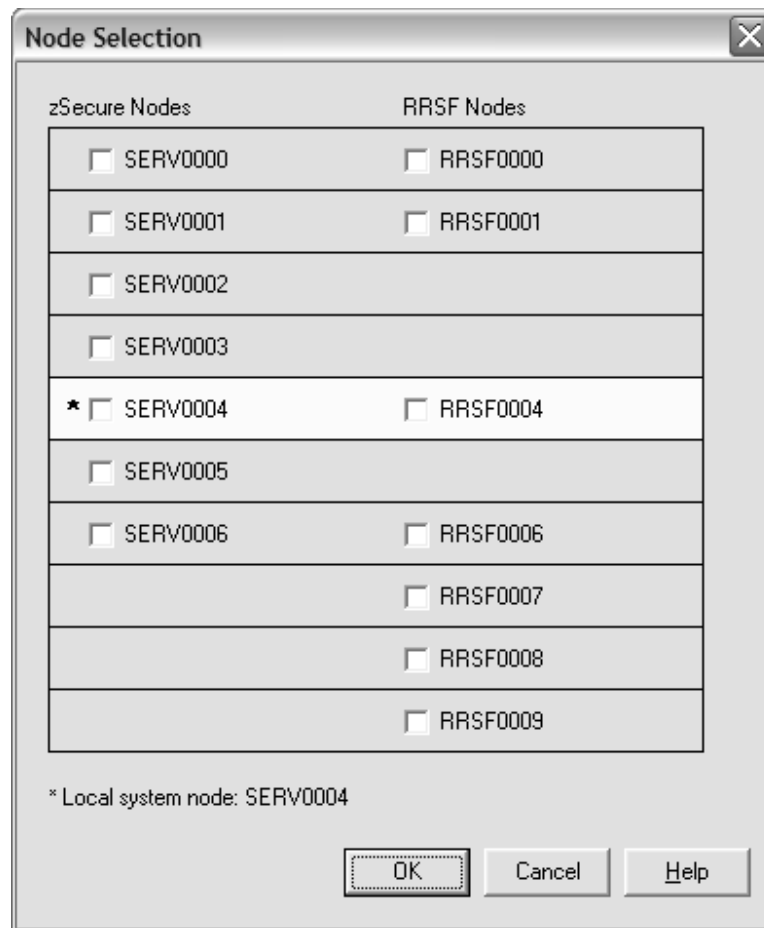 Node Selection
zSecure Nodes RRSF Nodes
SERV0000 RRSF0000
SERV0001 RRSF0001
SERV0002
SERV0003
* SERV0004 RRSF0004
SERV0005
SERV0006 RRSF0006
RRSF0007
RRSF0008
RRSF0009
* Local system node: SERV0004
OK Cancel Help